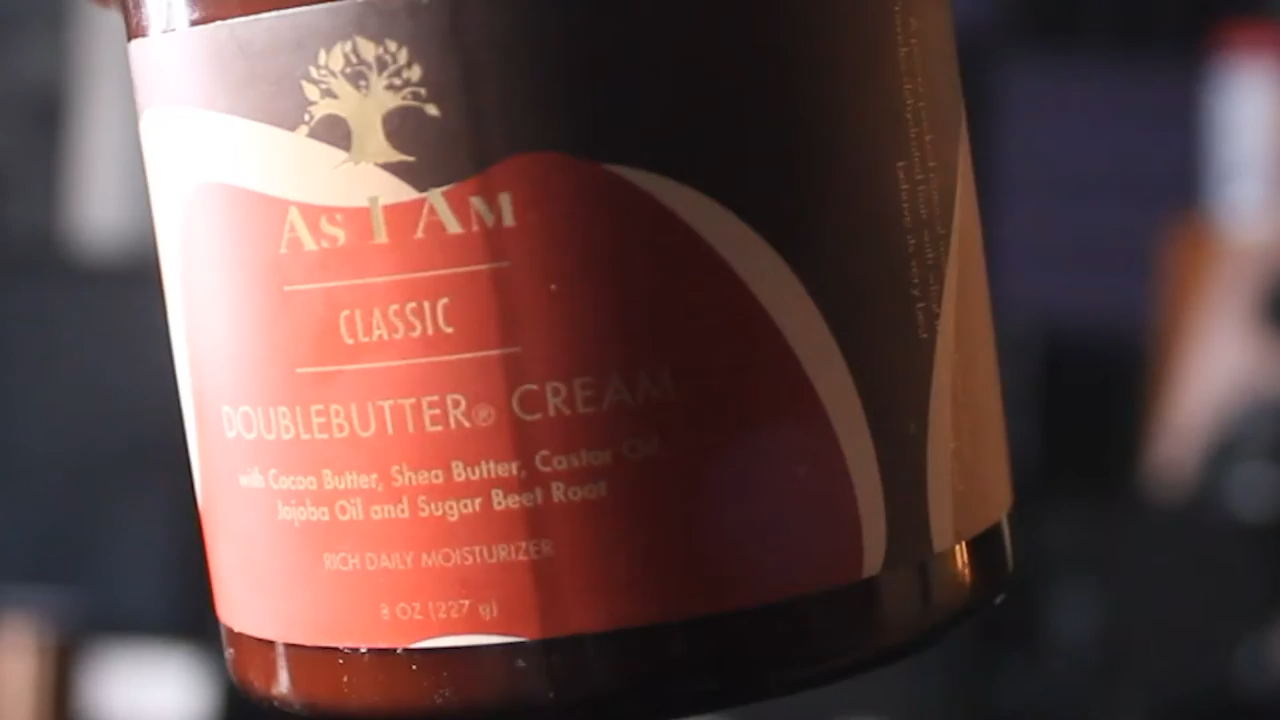 As I Am
CLASSIC
DOUBLEBUTTER® CREAM
with Cocoa Butter, Shea Butter, Castor Oil,
Jojoba Oil and Sugar Beet Root
RICH DAILY MOISTURIZER
8 OZ (227 g)